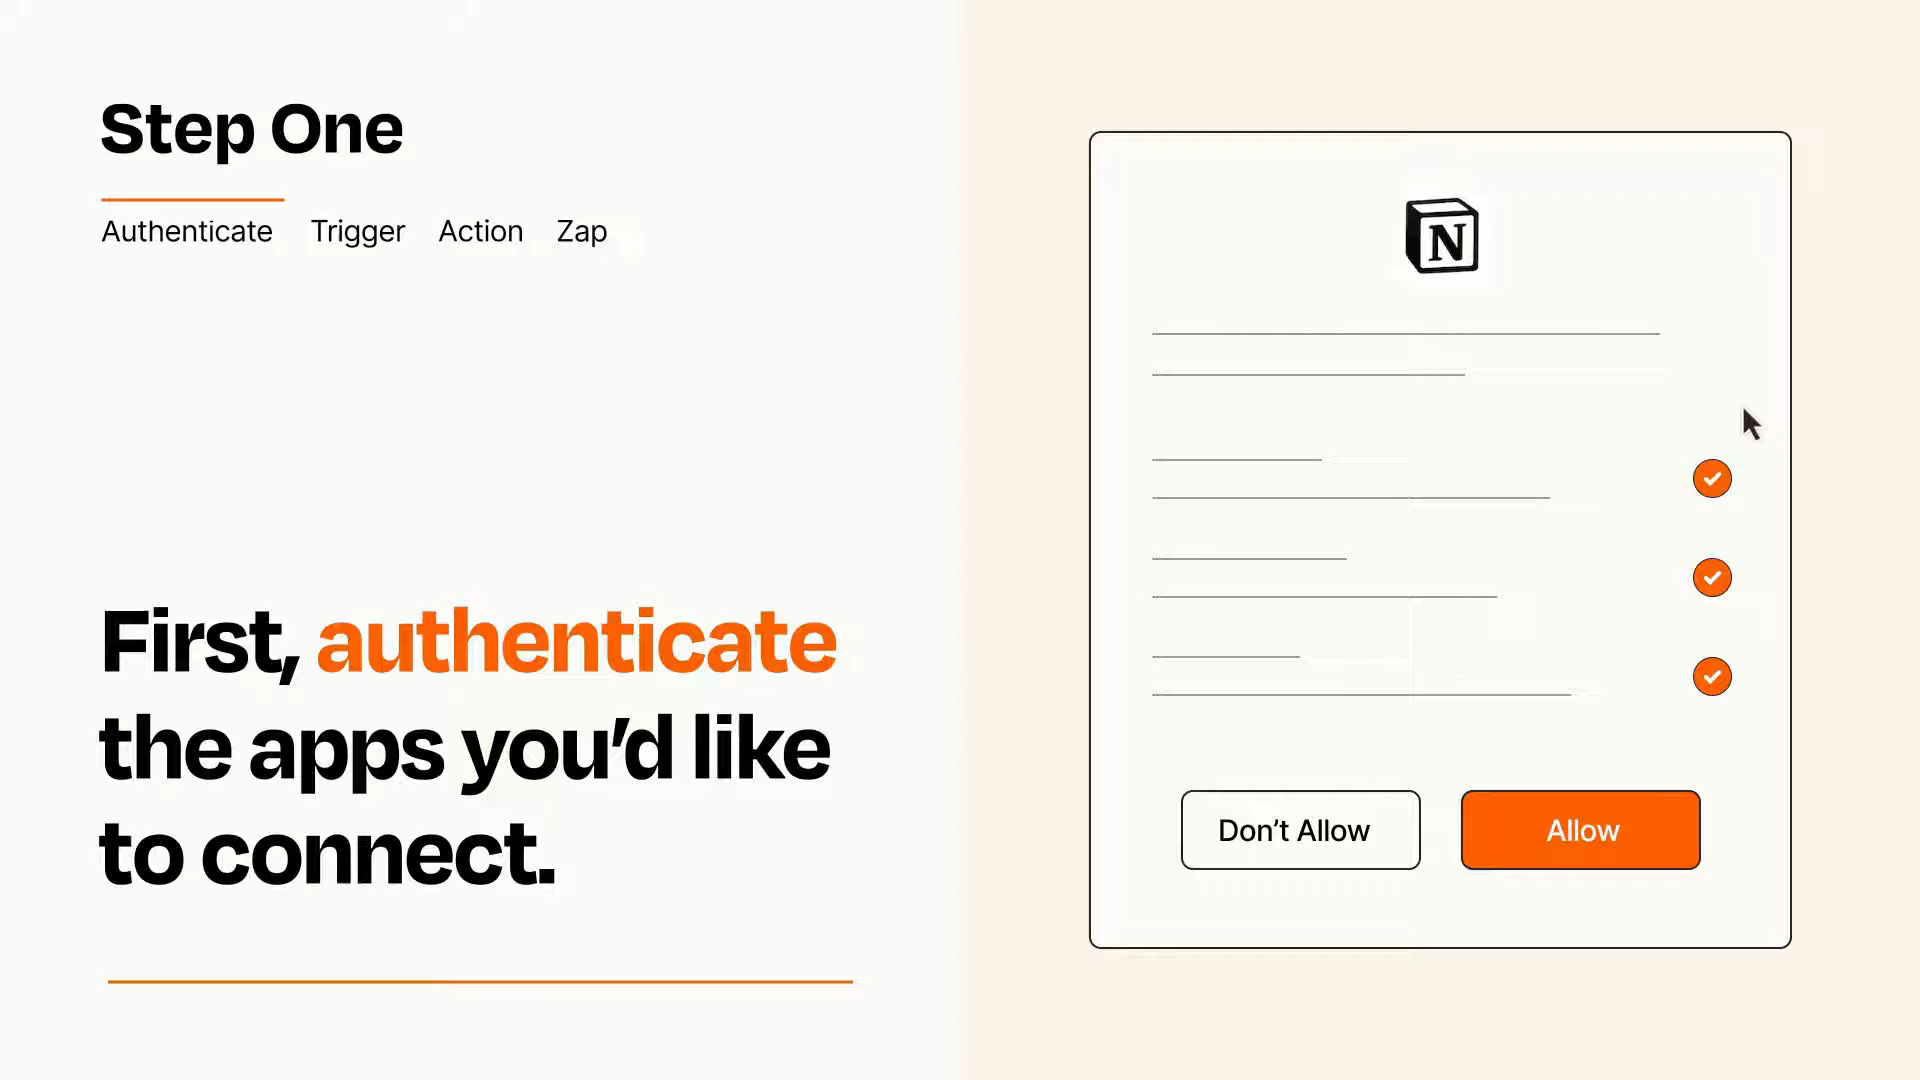 Step One
Authenticate Trigger Action Zap
First, authenticate
the apps you’d like
to connect.
N
Don’t Allow Allow